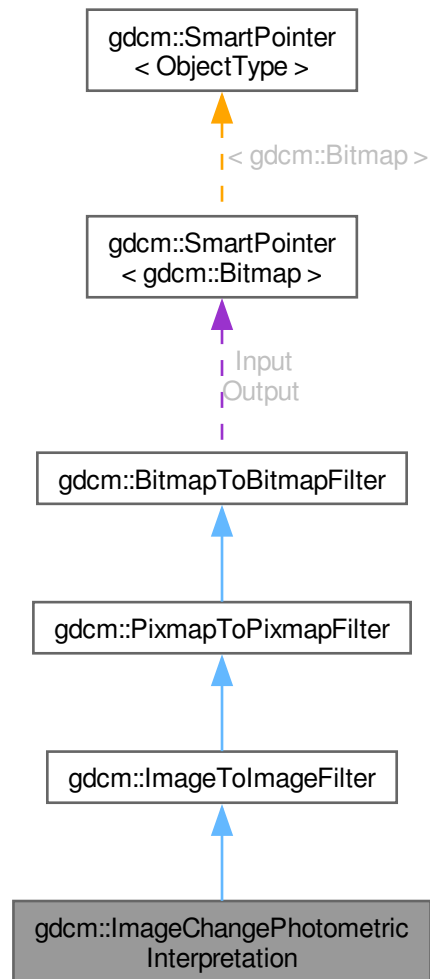 gdcm::SmartPointer
< ObjectType >
< gdcm::Bitmap >
gdcm::SmartPointer
< gdcm::Bitmap >
Input
Output
gdcm::BitmapToBitmapFilter
gdcm::PixmapToPixmapFilter
gdcm::ImageToImageFilter
gdcm::ImageChangePhotometric
Interpretation